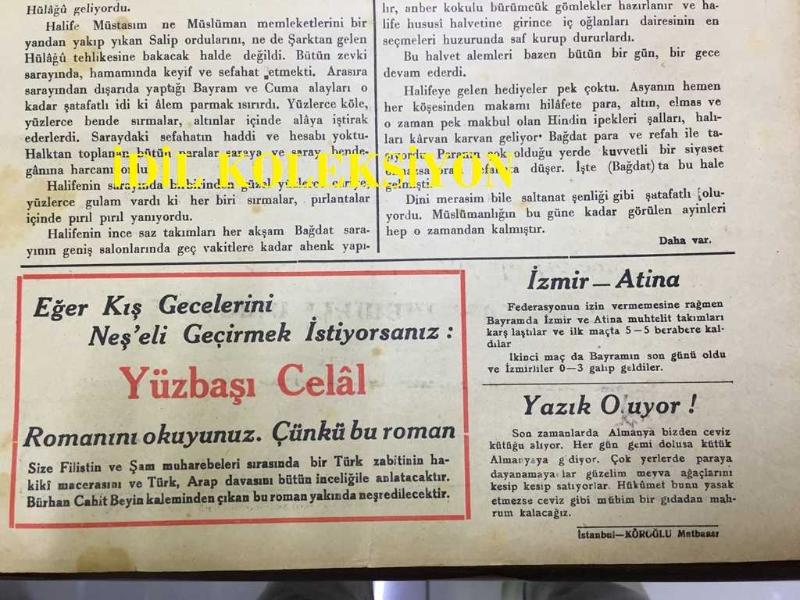 Hülâğû geliyordu.
Halife Müstasım ne Müslüman memleketlerini bir
yandan yakıp yıkan Salip ordularını, ne de Şarktan gelen
Hülâgû tehlikesine bakacak halde değildi. Bütün zevki
sarayında, hamamında keyif ve sefahat etmekti. Arasıra
sarayından dışarıda yaptığı Bayram ve Cuma alayları o
kadar şatafatlı idi ki âlem parmak ısırırdı. Yüzlerce köle,
yüzlerce bende sırmalar, altınlar içinde alâya iştirak
ederlerdi. Saraydaki sefahatın haddi ve hesabı yoktu.
Halktan toplanan bütün paralar saraya ve saray bende-
gânına harcanı
Halifenin sarayında birbirinden güzel yüzlerce
yüzlerce gulam vardı ki her biri sırmalar, pırlantalar
içinde pırıl pırıl yanıyordu.
Halifenin ince saz takımları her akşam Bağdat sara-
yının geniş salonlarında geç vakitlere kadar ahenk yapı-
lır, anber kokulu bürümcük gömlekler hazırlanır ve ha-
life hususî halvetine girince iç oğlanları dairesinin en
seçmeleri huzurunda saf kurup dururlardı.
Bu halvet alemleri bazen bütün bir gün, bir gece
devam ederdi.
Halifeye gelen hediyeler pek çoktu. Asyanın hemen
her köşesinden makamı hilâfete para, altın, elmas ve
o zaman pek makbul olan Hindin ipekleri şalları, halı-
ları kârvan karvan geliyor. Bağdat para ve refah ile ta-
şıyordu. Paranın çok olduğu yerde kuvvetli bir siyaset
düşer. İşte (Bağdat) ta bu hale
gelmişti.
Dini merasim bile saltanat şenliği gibi şatafatlı olu-
yordu. Müslümanlığın bu güne kadar görülen ayinleri
hep o zamandan kalmıştır.
Daha var.
İDİL KOLEKSİYON
Eğer Kış Gecelerini
Neş'eli Geçirmek İstiyorsanız :
Yüzbaşı Celâl
Romanını okuyunuz. Çünkü bu roman
Size Filistin ve Şam muharebeleri sırasında bir Türk zabitinin ha-
kikî macerasını ve Türk, Arap davasını bütün inceliğile anlatacaktır.
Bürhan Cahit Beyin kaleminden çıkan bu roman yakında neşredilecektir.
İzmir — Atina
Federasyonun izin vermemesine rağmen
Bayramda İzmir ve Atina muhtelit takımları
karş laştılar ve ilk maçta 5—5 berabere kal-
dılar
İkinci maç da Bayramın son günü oldu
ve İzmirliler 0—3 galip geldiler.
Yazık O uyor !
Son zamanlarda Almanya bizden ceviz
kütüğü alıyor. Her gün gemi dolusu kütük
Almanyaya g diyor. Çok yerlerde paraya
dayanamaya lar güzelim meyva ağaçlarını
kesip kesip satıyorlar. Hükûmet bunu yasak
etmezse ceviz gibi mühim bir gıdadan mah-
rum kalacağız.
İstanbul—KÖROĞLU Matbaası